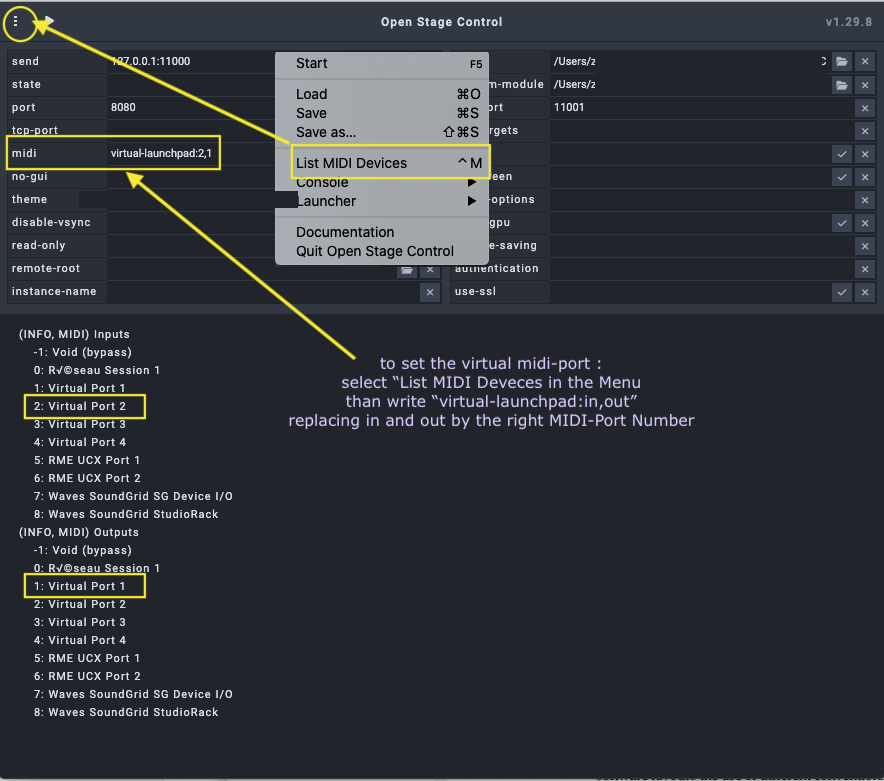 Open Stage Control
v1.29.8
send 127.0.0.1:11000
state
port 8080
tcp-port
midi virtual-launchpad:2,1
no-gui
theme
disable-vsync
read-only
remote-root
instance-name
Start F5
Load ⌘O
Save ⌘S
Save as... ⇧⌘S
List MIDI Devices ^M
Console
Launcher
Documentation
Quit Open Stage Control
/Users/z
m-module /Users/z
ort 11001
rgets
een
-options
gpu
e-saving
authentication
use-ssl
(INFO, MIDI) Inputs
-1: Void (bypass)
0: R√©seau Session 1
1: Virtual Port 1
2: Virtual Port 2
3: Virtual Port 3
4: Virtual Port 4
5: RME UCX Port 1
6: RME UCX Port 2
7: Waves SoundGrid SG Device I/O
8: Waves SoundGrid StudioRack
(INFO, MIDI) Outputs
-1: Void (bypass)
0: R√©seau Session 1
1: Virtual Port 1
2: Virtual Port 2
3: Virtual Port 3
4: Virtual Port 4
5: RME UCX Port 1
6: RME UCX Port 2
7: Waves SoundGrid SG Device I/O
8: Waves SoundGrid StudioRack
to set the virtual midi-port :
select “List MIDI Deveces in the Menu
than write “virtual-launchpad:in,out”
replacing in and out by the right MIDI-Port Number